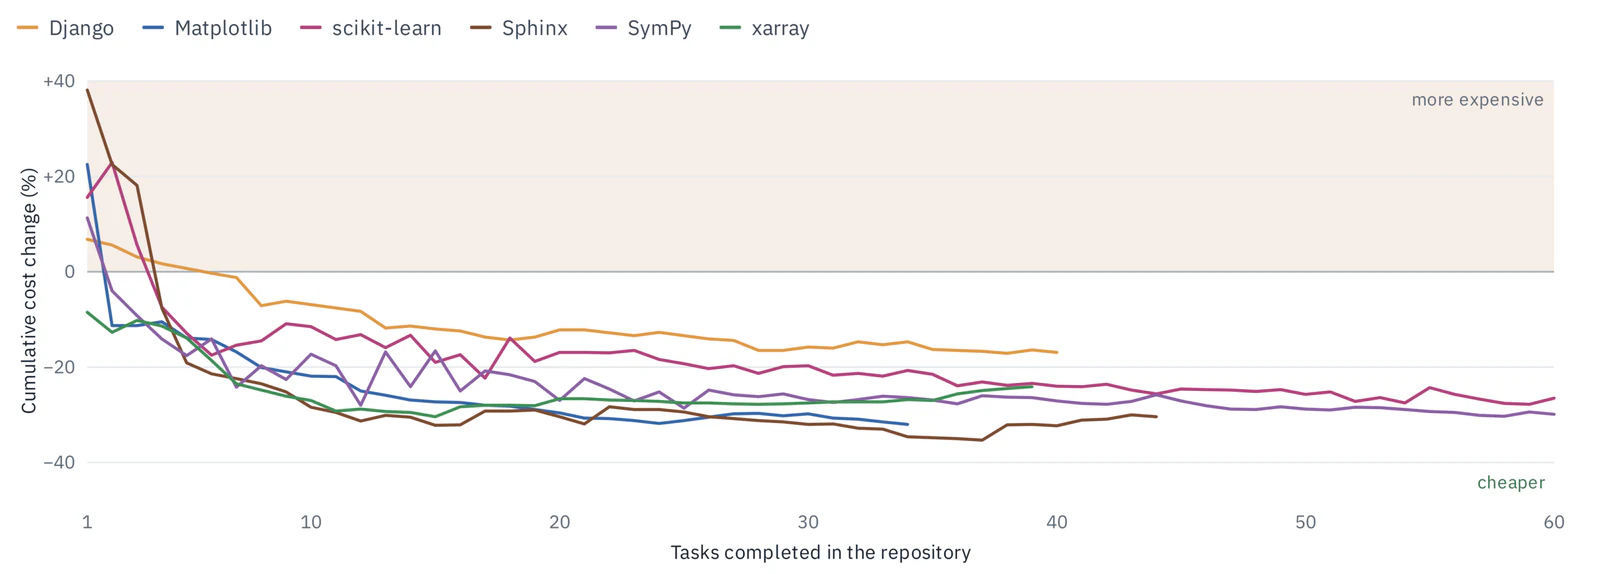 Django Matplotlib scikit-learn Sphinx SymPy xarray
+40
more expensive
+20
0
−20
−40
cheaper
Cumulative cost change (%)
1 10 20 30 40 50 60
Tasks completed in the repository